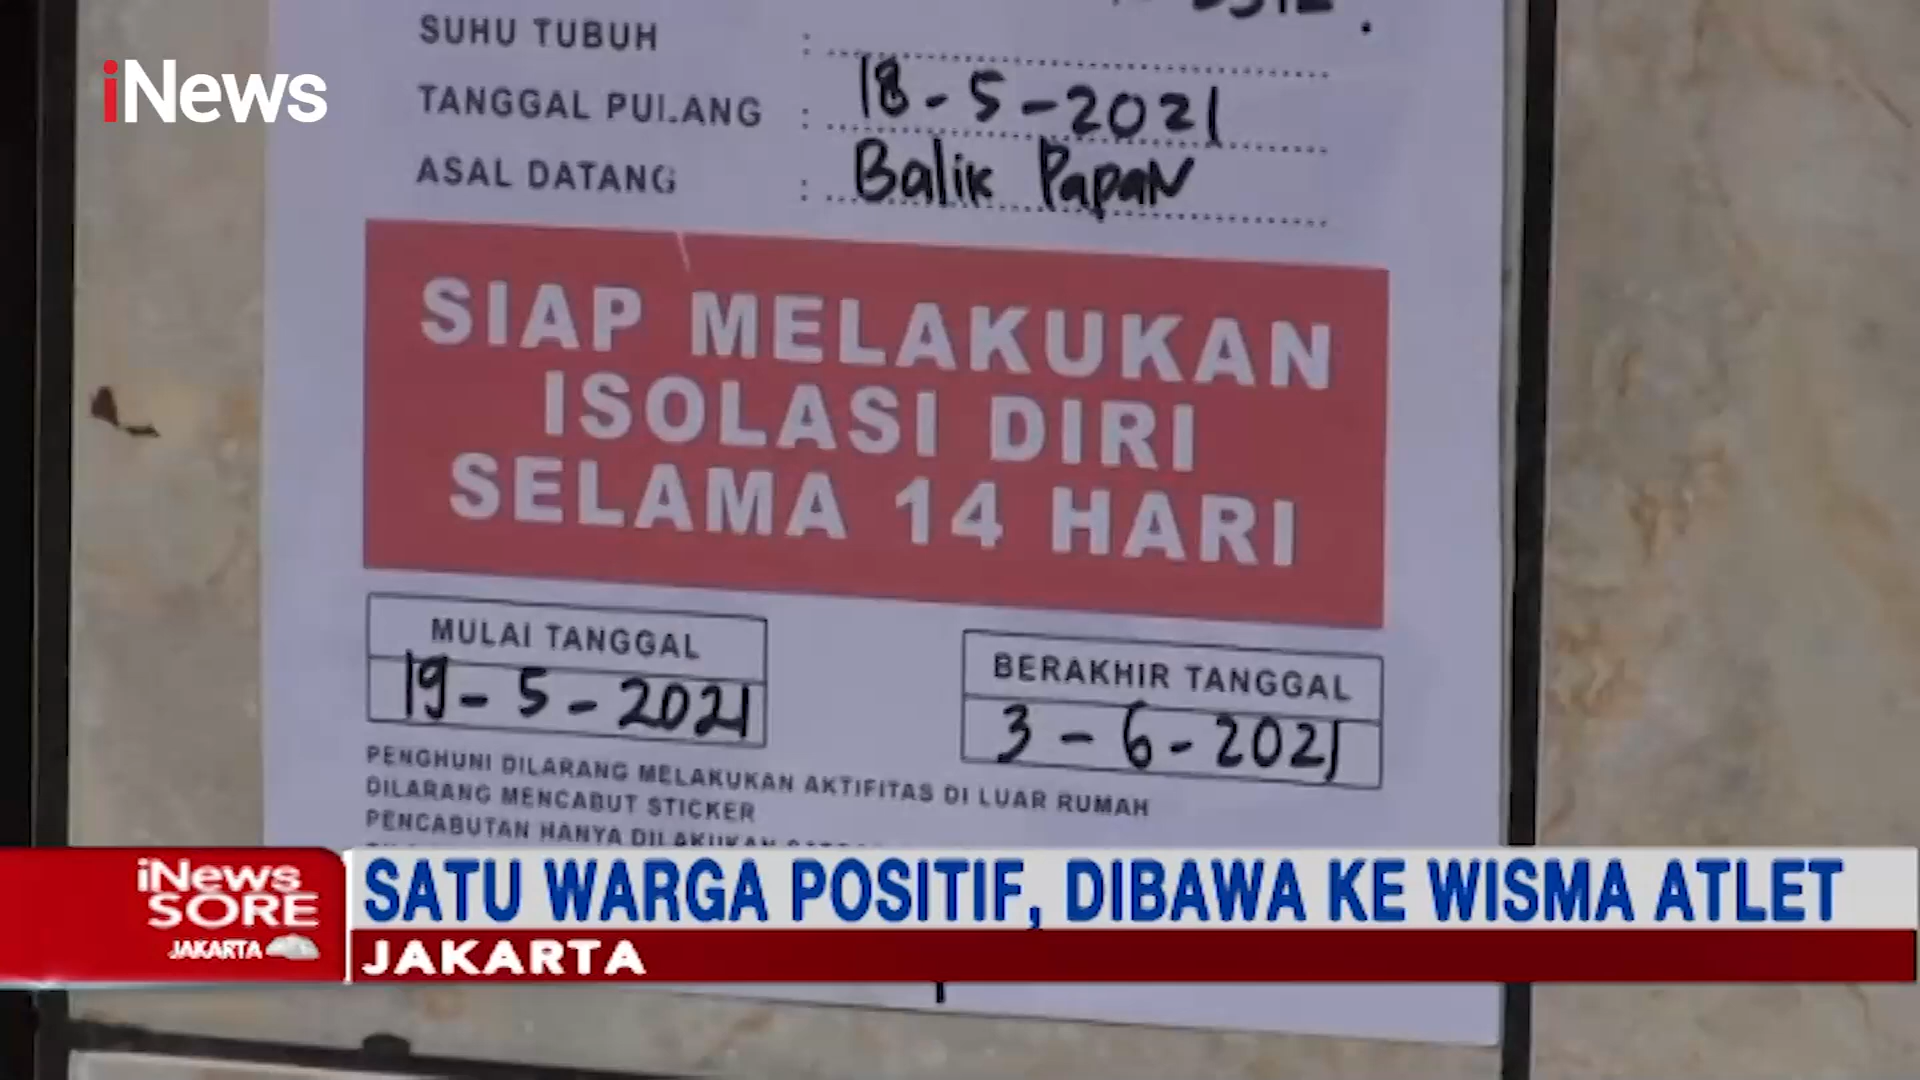 iNews
SUHU TUBUH :
TANGGAL PULANG : 18-5-2021
ASAL DATANG : Balik Papan
SIAP MELAKUKAN
ISOLASI DIRI
SELAMA 14 HARI
MULAI TANGGAL
19-5-2021
BERAKHIR TANGGAL
3-6-2021
PENGHUNI DILARANG MELAKUKAN AKTIFITAS DI LUAR RUMAH
DILARANG MENCABUT STICKER
PENCABUTAN HANYA DILAKUKAN
iNews
SORE
JAKARTA
SATU WARGA POSITIF, DIBAWA KE WISMA ATLET
JAKARTA